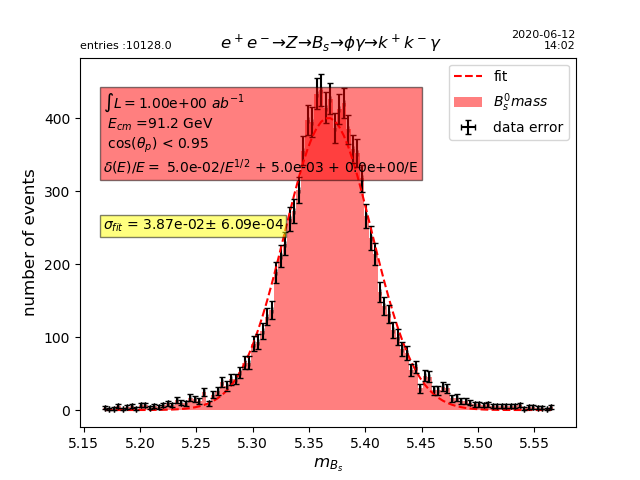 entries :10128.0
e⁺e⁻→Z→Bₛ→ϕγ→k⁺k⁻γ
2020-06-12
14:02
∫L = 1.00e+00 ab⁻¹
E_cm =91.2 GeV
cos(θ_p) < 0.95
δ(E)/E = 5.0e-02/E^{1/2} + 5.0e-03 + 0.0e+00/E
σ_fit = 3.87e-02± 6.09e-04
fit
B_s^0 mass
data error
number of events
400
300
200
100
0
5.15 5.20 5.25 5.30 5.35 5.40 5.45 5.50 5.55
m_{B_s}